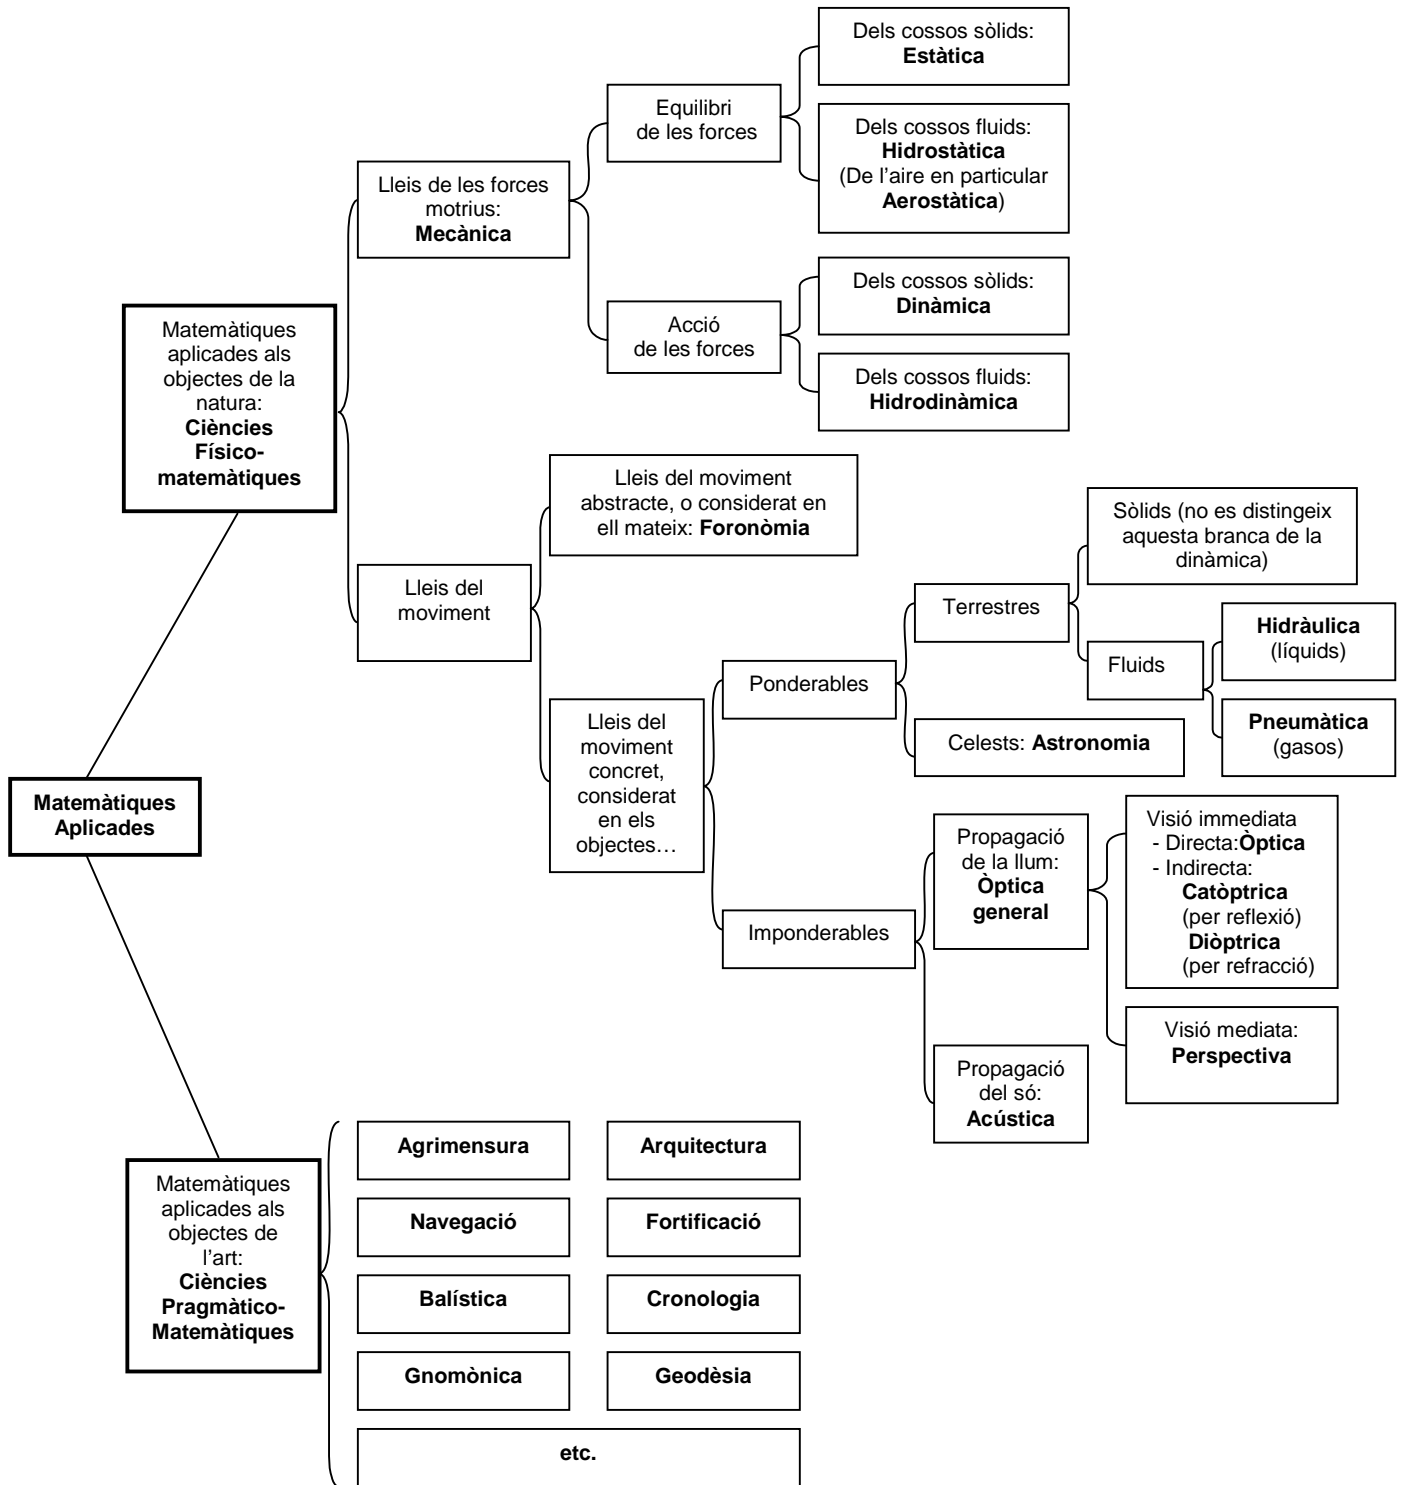 Dels cossos sòlids:
Estàtica
Equilibri
de les forces
Dels cossos fluids:
Hidrostàtica
(De l'aire en particular
Aerostàtica)
Lleis de les forces
motrius:
Mecànica
Dels cossos sòlids:
Dinàmica
Acció
de les forces
Dels cossos fluids:
Hidrodinàmica
Matemàtiques
aplicades als
objectes de la
natura:
Ciències
Físico-
matemàtiques
Lleis del moviment
abstracte, o considerat en
ell mateix: Foronòmia
Lleis del
moviment
Sòlids (no es distingeix
aquesta branca de la
dinàmica)
Terrestres
Hidràulica
(líquids)
Fluids
Ponderables
Pneumàtica
(gasos)
Celests: Astronomia
Lleis del
moviment
concret,
considerat
en els
objectes…
Matemàtiques
Aplicades
Propagació
de la llum:
Òptica
general
Visió immediata
- Directa:Òptica
- Indirecta:
Catòptrica
(per reflexió)
Diòptrica
(per refracció)
Imponderables
Visió mediata:
Perspectiva
Propagació
del só:
Acústica
Matemàtiques
aplicades als
objectes de
l'art:
Ciències
Pragmàtico-
Matemàtiques
Agrimensura
Arquitectura
Navegació
Fortificació
Balística
Cronologia
Gnomònica
Geodèsia
etc.